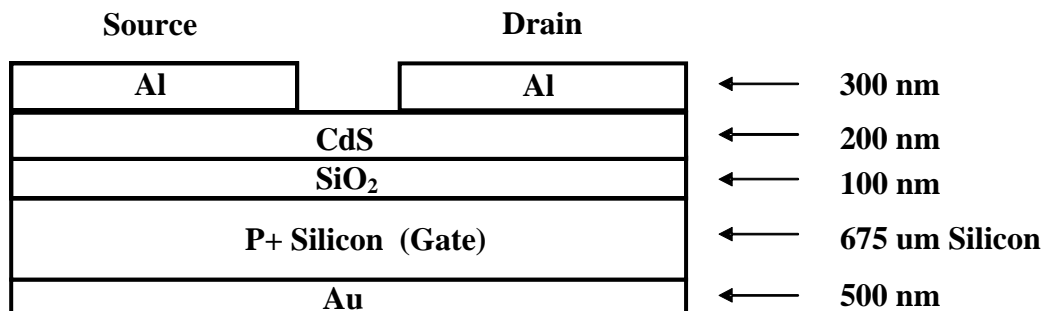 Source Drain
Al Al 300 nm
CdS 200 nm
SiO₂ 100 nm
P+ Silicon (Gate) 675 um Silicon
Au 500 nm